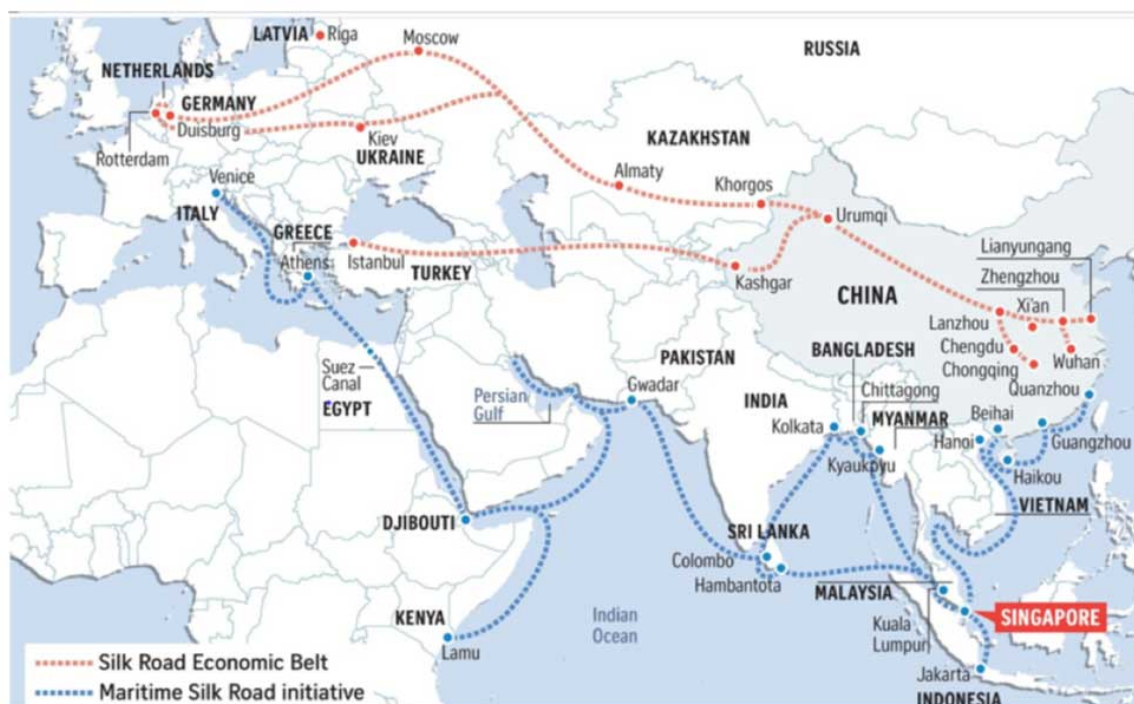 LATVIA
Riga
Moscow
RUSSIA
NETHERLANDS
GERMANY
Duisburg
Rotterdam
Kiev
UKRAINE
KAZAKHSTAN
Almaty
Khorgos
Urumqi
Venice
ITALY
GREECE
Athens
Istanbul
TURKEY
Kashgar
Lianyungang
Zhengzhou
Xi'an
CHINA
Lanzhou
Chengdu
Chongqing
Wuhan
Quanzhou
PAKISTAN
BANGLADESH
Suez
Canal
EGYPT
Persian
Gulf
Gwadar
INDIA
Chittagong
MYANMAR
Beihai
Kolkata
Hanoi
Guangzhou
Kyaukpyu
Haikou
VIETNAM
DJIBOUTI
SRI LANKA
Colombo
Hambantota
MALAYSIA
KENYA
Lamu
Indian
Ocean
Kuala
Lumpur
SINGAPORE
Jakarta
INDONESIA
Silk Road Economic Belt
Maritime Silk Road initiative